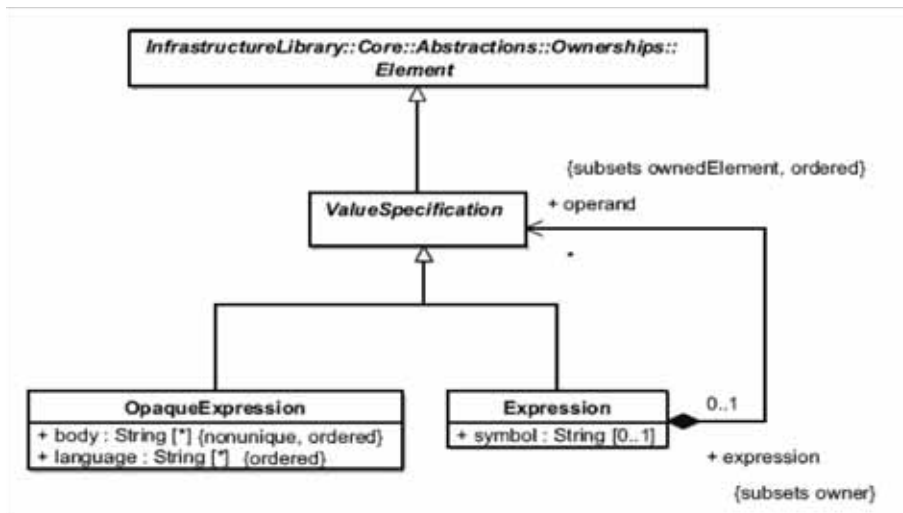 InfrastructureLibrary::Core::Abstractions::Ownerships::
Element
{subsets ownedElement, ordered}
ValueSpecification
+ operand
*
OpaqueExpression
+ body : String [*] {nonunique, ordered}
+ language : String [*] {ordered}
Expression
+ symbol : String [0..1]
0..1
+ expression
{subsets owner}